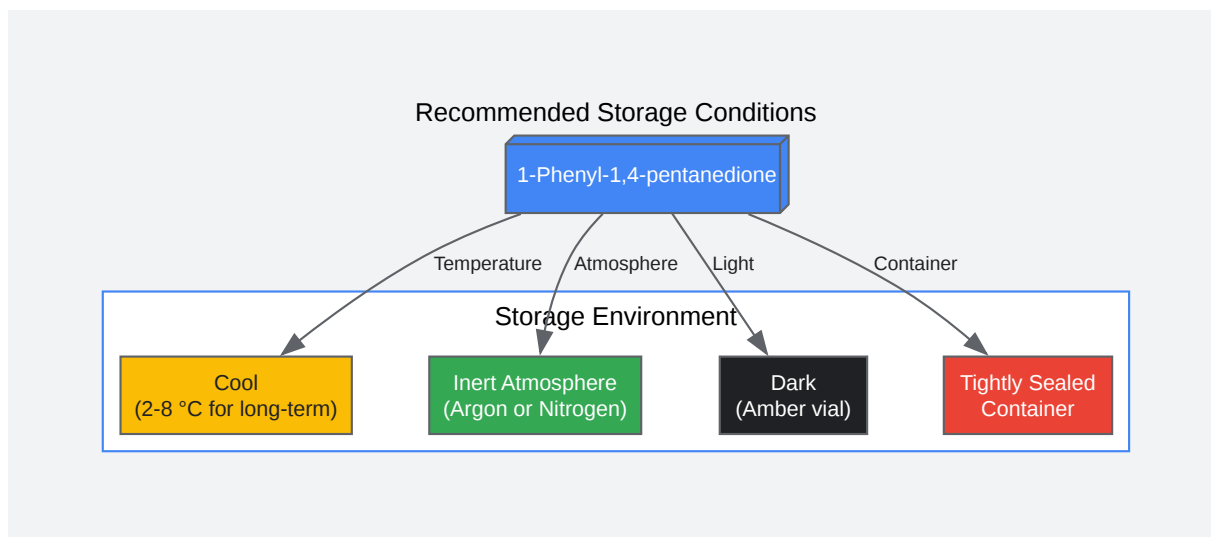 Recommended Storage Conditions
1-Phenyl-1,4-pentanedione
Temperature
Atmosphere
Light
Container
Storage Environment
Cool
(2-8 °C for long-term)
Inert Atmosphere
(Argon or Nitrogen)
Dark
(Amber vial)
Tightly Sealed
Container